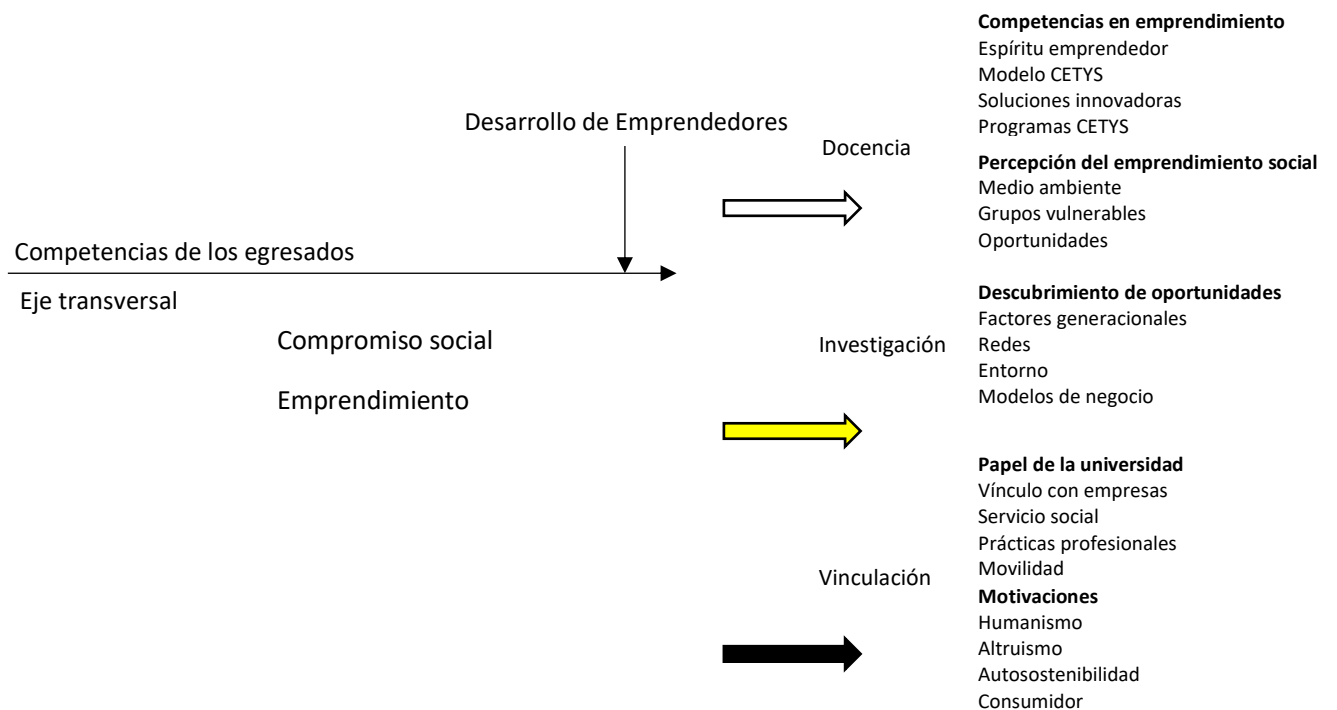 Competencias de los egresados
Eje transversal
Compromiso social
Emprendimiento
Desarrollo de Emprendedores
Docencia
Competencias en emprendimiento
Espíritu emprendedor
Modelo CETYS
Soluciones innovadoras
Programas CETYS
Percepción del emprendimiento social
Medio ambiente
Grupos vulnerables
Oportunidades
Investigación
Descubrimiento de oportunidades
Factores generacionales
Redes
Entorno
Modelos de negocio
Vinculación
Papel de la universidad
Vínculo con empresas
Servicio social
Prácticas profesionales
Movilidad
Motivaciones
Humanismo
Altruismo
Autosostenibilidad
Consumidor